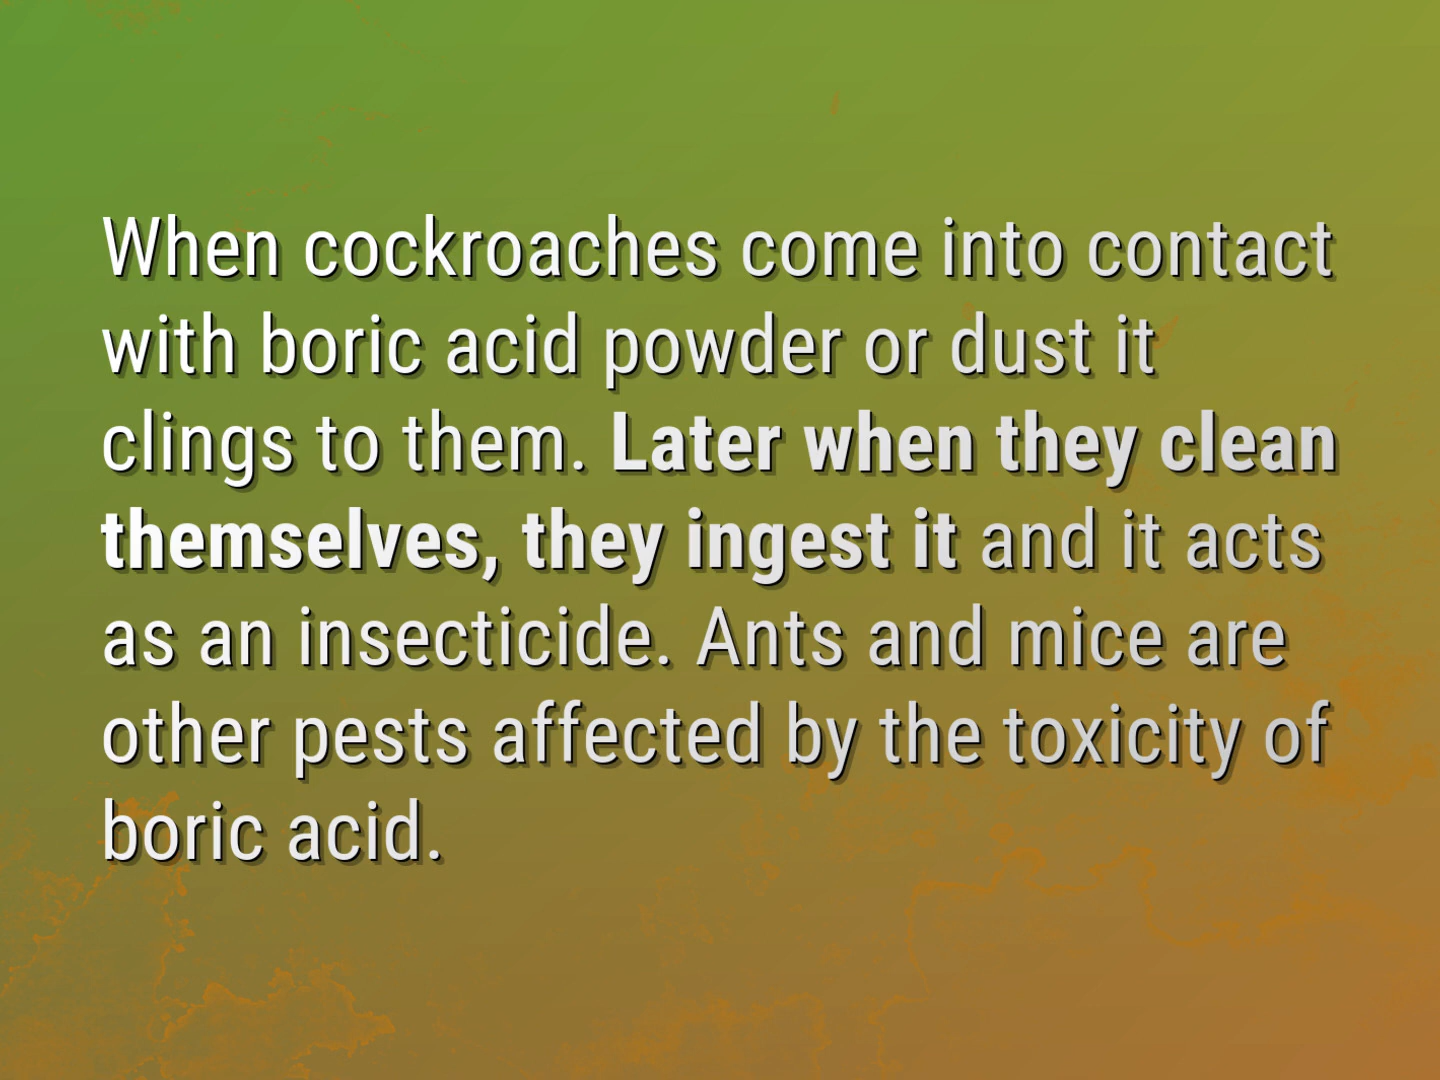 When cockroaches come into contact
with boric acid powder or dust it
clings to them. Later when they clean
themselves, they ingest it and it acts
as an insecticide. Ants and mice are
other pests affected by the toxicity of
boric acid.